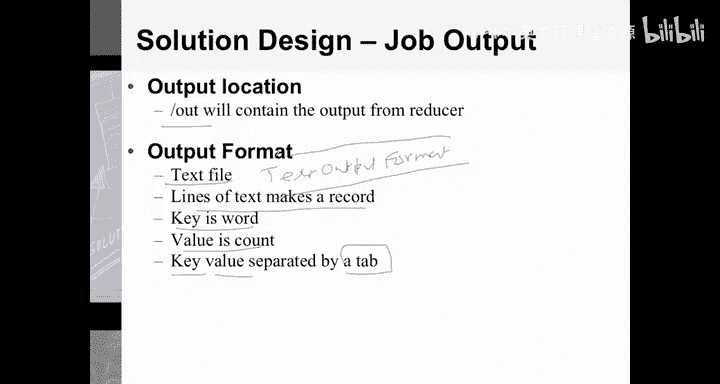 bilibili
Solution Design – Job Output
• Output location
– /out will contain the output from reducer
• Output Format
– Text file Text Output Format
– Lines of text makes a record
– Key is word
– Value is count
– Key value separated by a tab